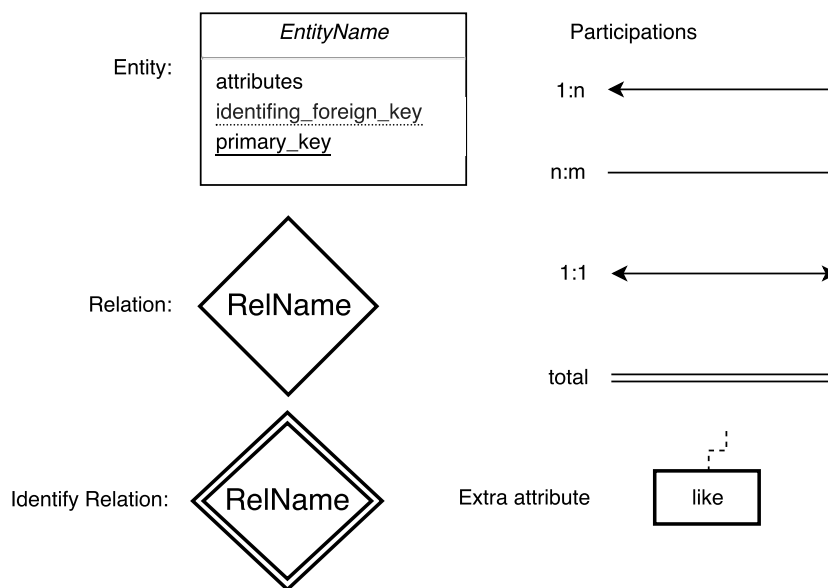 EntityName
Entity:
attributes
identifing_foreign_key
primary_key
Relation:
RelName
Identify Relation:
RelName
Participations
1:n
n:m
1:1
total
Extra attribute
like